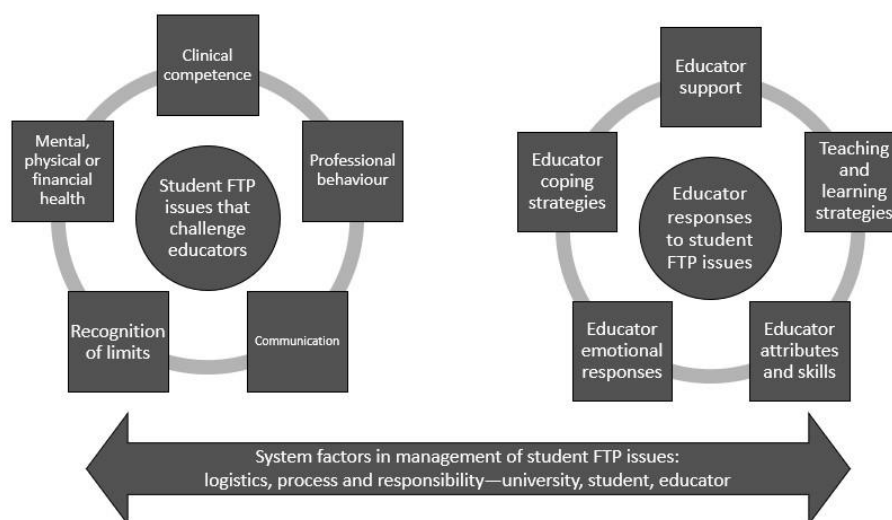 Clinical
competence
Mental,
physical or
financial
health
Professional
behaviour
Student FTP
issues that
challenge
educators
Recognition
of limits
Communication
Educator
support
Educator
coping
strategies
Teaching
and
learning
strategies
Educator
responses
to student
FTP issues
Educator
emotional
responses
Educator
attributes
and skills
System factors in management of student FTP issues:
logistics, process and responsibility—university, student, educator